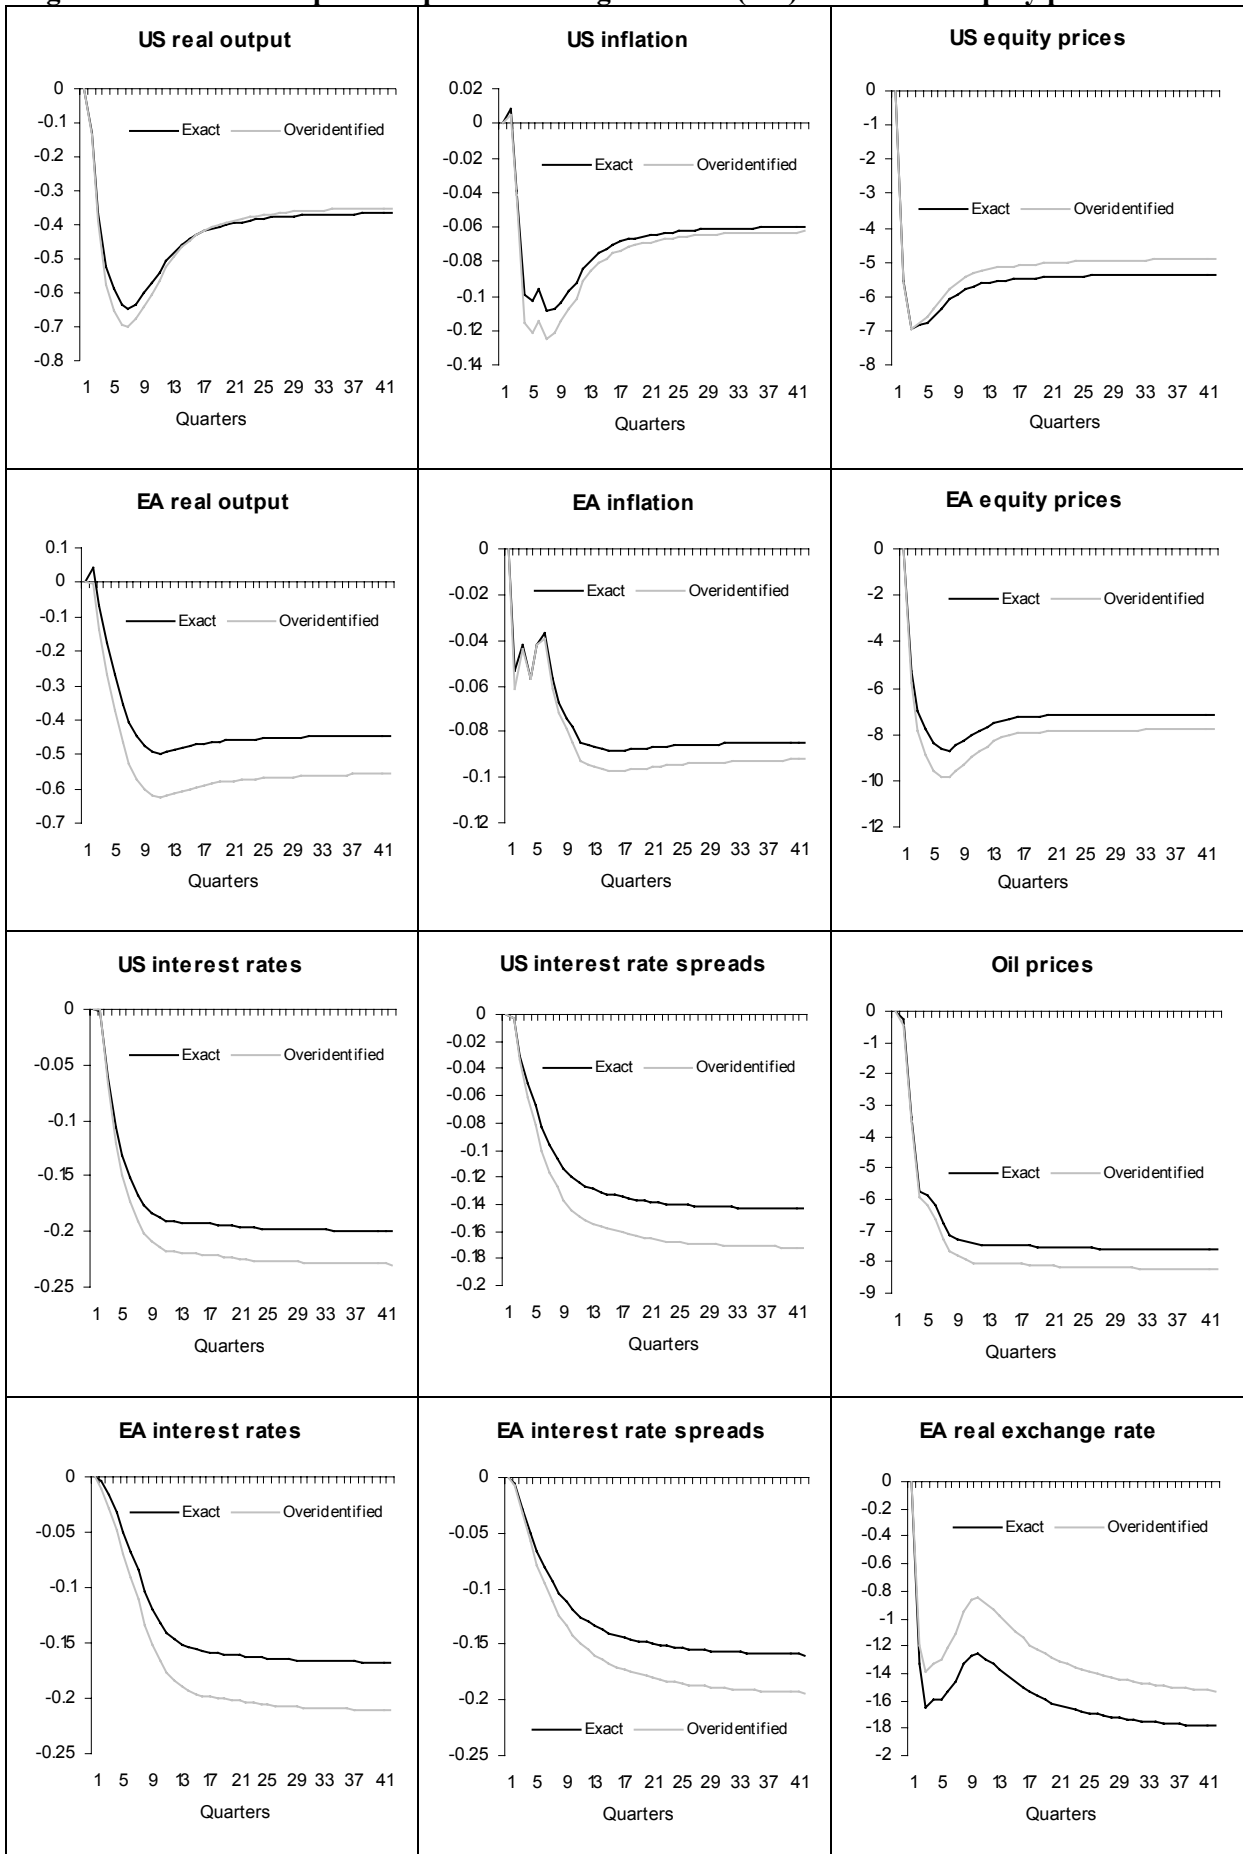 US real output
0
-0.1
-0.2
-0.3
-0.4
-0.5
-0.6
-0.7
-0.8
Exact Overidentified
1 5 9 13 17 21 25 29 33 37 41
Quarters
US inflation
0.02
0
-0.02
-0.04
-0.06
-0.08
-0.1
-0.12
-0.14
Exact Overidentified
1 5 9 13 17 21 25 29 33 37 41
Quarters
US equity prices
0
-1
-2
-3
-4
-5
-6
-7
-8
Exact Overidentified
1 5 9 13 17 21 25 29 33 37 41
Quarters
EA real output
0.1
0
-0.1
-0.2
-0.3
-0.4
-0.5
-0.6
-0.7
Exact Overidentified
1 5 9 13 17 21 25 29 33 37 41
Quarters
EA inflation
0
-0.02
-0.04
-0.06
-0.08
-0.1
-0.12
Exact Overidentified
1 5 9 13 17 21 25 29 33 37 41
Quarters
EA equity prices
0
-2
-4
-6
-8
-10
-12
Exact Overidentified
1 5 9 13 17 21 25 29 33 37 41
Quarters
US interest rates
0
-0.05
-0.1
-0.15
-0.2
-0.25
Exact Overidentified
1 5 9 13 17 21 25 29 33 37 41
Quarters
US interest rate spreads
0
-0.02
-0.04
-0.06
-0.08
-0.1
-0.12
-0.14
-0.16
-0.18
-0.2
Exact Overidentified
1 5 9 13 17 21 25 29 33 37 41
Quarters
Oil prices
0
-1
-2
-3
-4
-5
-6
-7
-8
-9
Exact Overidentified
1 5 9 13 17 21 25 29 33 37 41
Quarters
EA interest rates
0
-0.05
-0.1
-0.15
-0.2
-0.25
Exact Overidentified
1 5 9 13 17 21 25 29 33 37 41
Quarters
EA interest rate spreads
0
-0.05
-0.1
-0.15
-0.2
-0.25
Exact Overidentified
1 5 9 13 17 21 25 29 33 37 41
Quarters
EA real exchange rate
0
-0.2
-0.4
-0.6
-0.8
-1
-1.2
-1.4
-1.6
-1.8
-2
Exact Overidentified
1 5 9 13 17 21 25 29 33 37 41
Quarters